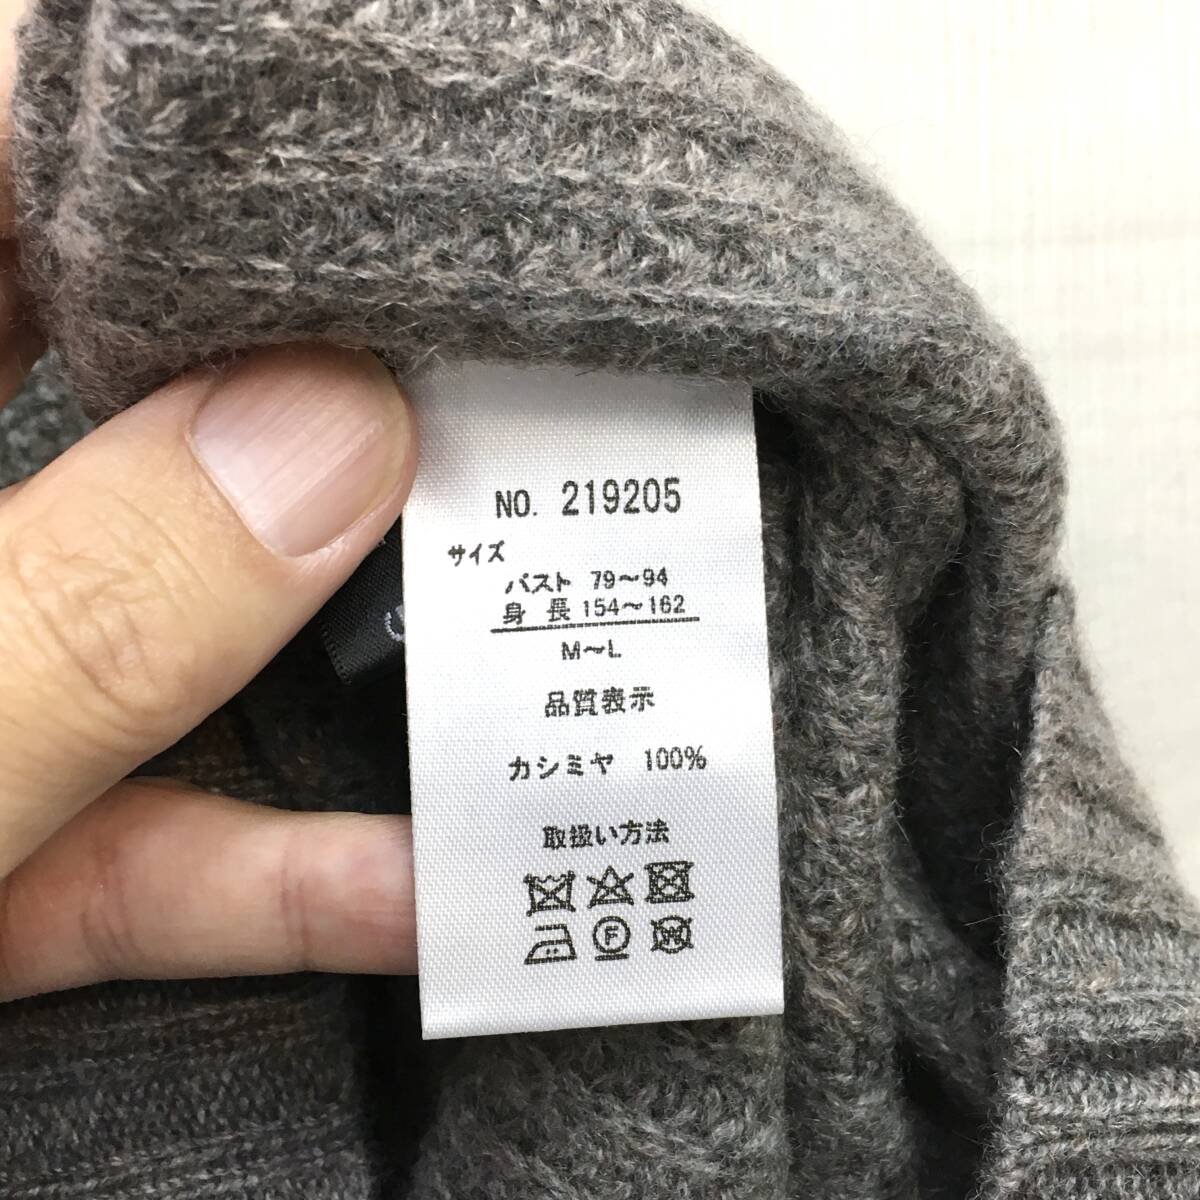 NO. 219205
サイズ
バスト 79～94
身 長 154～162
M～L
品質表示
カシミヤ 100%
取扱い方法
F
W